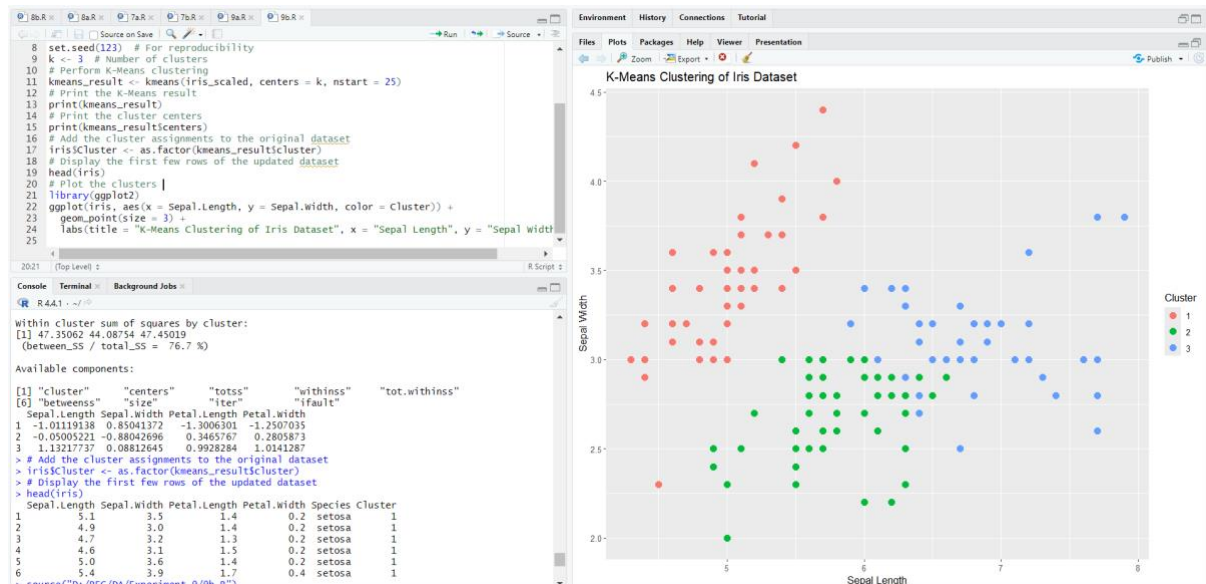 8b.R 8a.R 7a.R 7b.R 9a.R 9b.R
Source on Save Run Source
8 set.seed(123) # For reproducibility
9 k <- 3 # Number of clusters
10 # Perform K-Means clustering
11 kmeans_result <- kmeans(iris_scaled, centers = k, nstart = 25)
12 # Print the K-Means result
13 print(kmeans_result)
14 # Print the cluster centers
15 print(kmeans_result$centers)
16 # Add the cluster assignments to the original dataset
17 iris$Cluster <- as.factor(kmeans_result$cluster)
18 # Display the first few rows of the updated dataset
19 head(iris)
20 # Plot the clusters
21 library(ggplot2)
22 ggplot(iris, aes(x = Sepal.Length, y = Sepal.Width, color = Cluster)) +
23 geom_point(size = 3) +
24 labs(title = "K-Means Clustering of Iris Dataset", x = "Sepal Length", y = "Sepal Width
25
20:21 (Top Level) R Script
Console Terminal Background Jobs
R 4.4.1 · ~/
Within cluster sum of squares by cluster:
[1] 47.35062 44.08754 47.45019
(between_SS / total_SS = 76.7 %)
Available components:
[1] "cluster" "centers" "totss" "withinss" "tot.withinss"
[6] "betweenss" "size" "iter" "ifault"
Sepal.Length Sepal.Width Petal.Length Petal.Width
1 -1.01119138 0.85041372 -1.3006301 -1.2507035
2 -0.05005221 -0.88042696 0.3465767 0.2805873
3 1.13217737 0.08812645 0.9928284 1.0141287
> # Add the cluster assignments to the original dataset
> iris$Cluster <- as.factor(kmeans_result$cluster)
> # Display the first few rows of the updated dataset
> head(iris)
Sepal.Length Sepal.Width Petal.Length Petal.Width Species Cluster
1 5.1 3.5 1.4 0.2 setosa 1
2 4.9 3.0 1.4 0.2 setosa 1
3 4.7 3.2 1.3 0.2 setosa 1
4 4.6 3.1 1.5 0.2 setosa 1
5 5.0 3.6 1.4 0.2 setosa 1
6 5.4 3.9 1.7 0.4 setosa 1
Environment History Connections Tutorial
Files Plots Packages Help Viewer Presentation
Zoom Export Publish
K-Means Clustering of Iris Dataset
4.5
4.0
3.5
3.0
2.5
2.0
Sepal Width
5 6 7 8
Sepal Length
Cluster
1
2
3